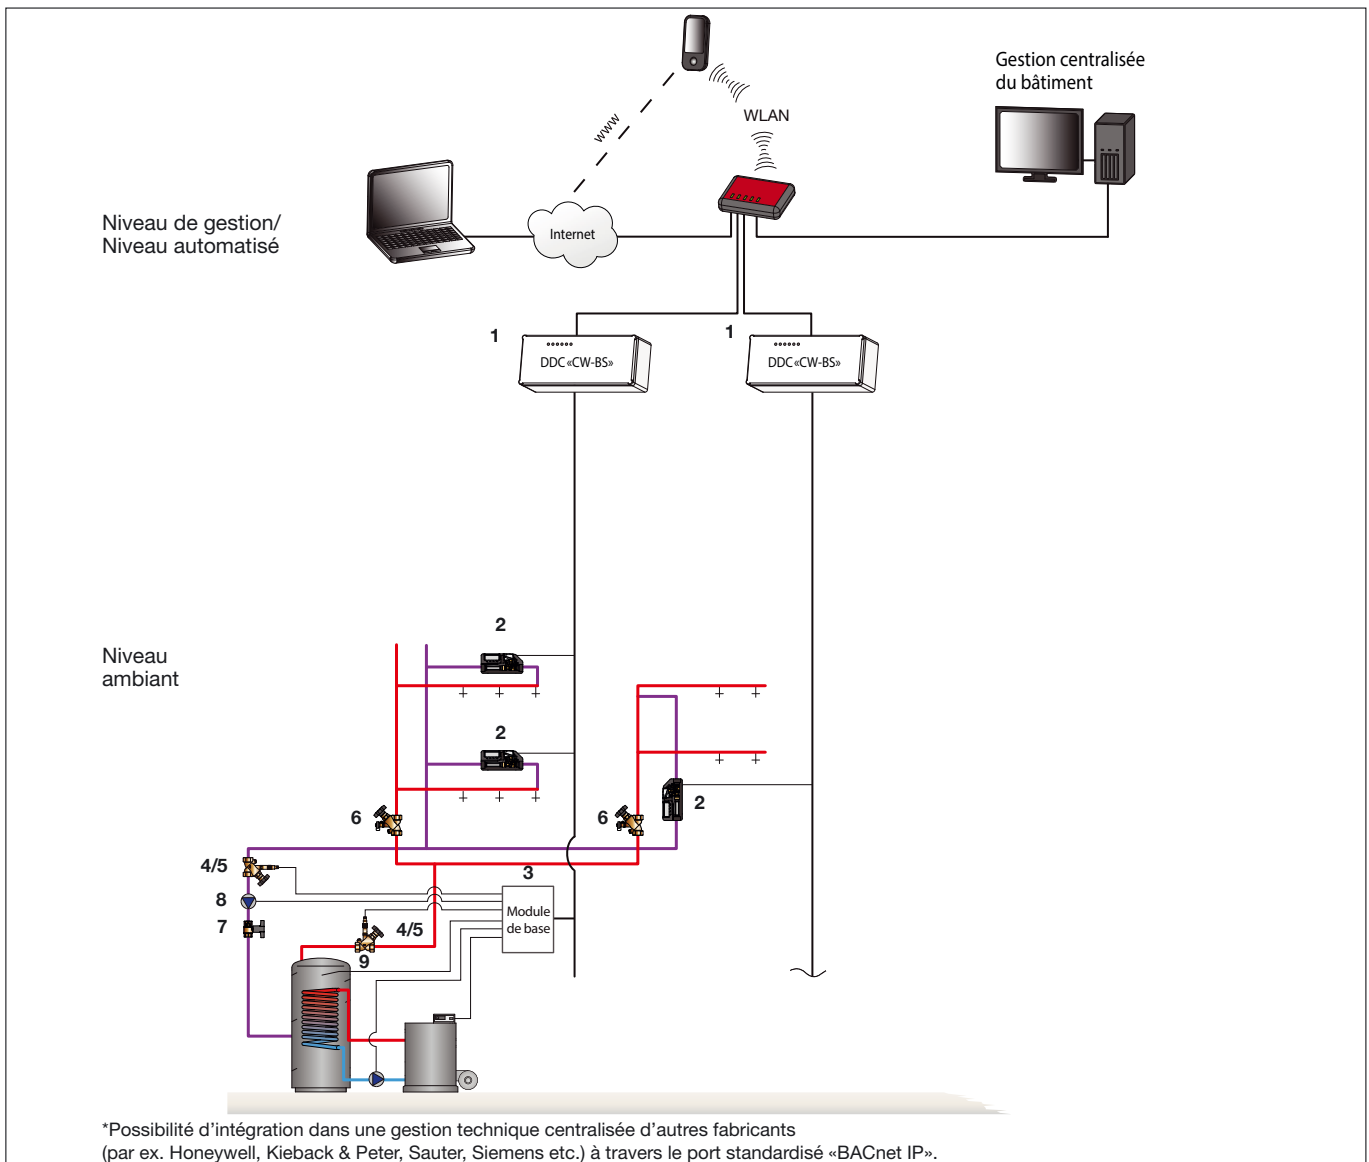 Gestion centralisée
du bâtiment
WLAN
www
Niveau de gestion/
Niveau automatisé
Internet
1
1
DDC «CW-BS»
DDC «CW-BS»
2
Niveau
ambiant
2
2
6
6
4/5
3
8
Module
de base
7
4/5
9
*Possibilité d'intégration dans une gestion technique centralisée d'autres fabricants
(par ex. Honeywell, Kieback & Peter, Sauter, Siemens etc.) à travers le port standardisé «BACnet IP».